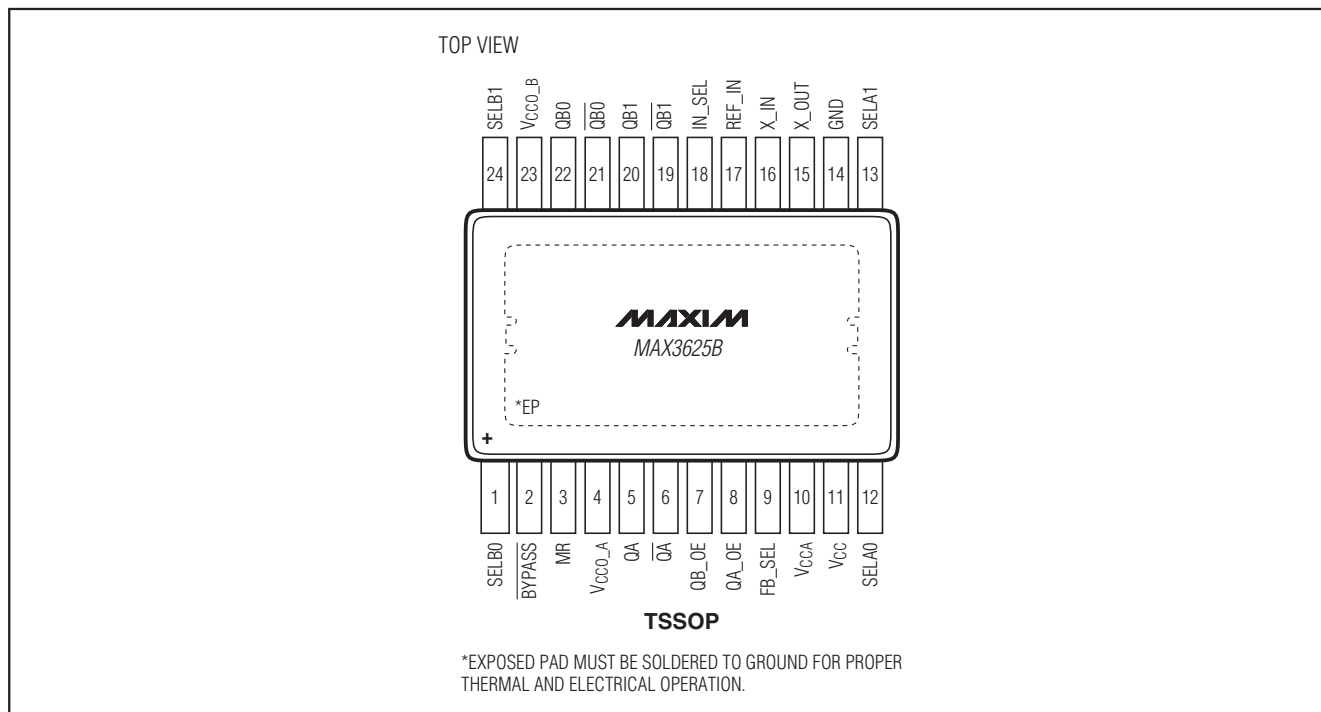 TOP VIEW
SELB1
VCCO_B
QB0
QB0
QB1
QB1
IN_SEL
REF_IN
X_IN
X_OUT
GND
SELA1
24 23 22 21 20 19 18 17 16 15 14 13
MAXIM
MAX3625B
*EP
+
1 2 3 4 5 6 7 8 9 10 11 12
SELB0
BYPASS
MR
VCCO_A
QA
QA
QB_OE
QA_OE
FB_SEL
VCCA
VCC
SELA0
TSSOP
*EXPOSED PAD MUST BE SOLDERED TO GROUND FOR PROPER
THERMAL AND ELECTRICAL OPERATION.